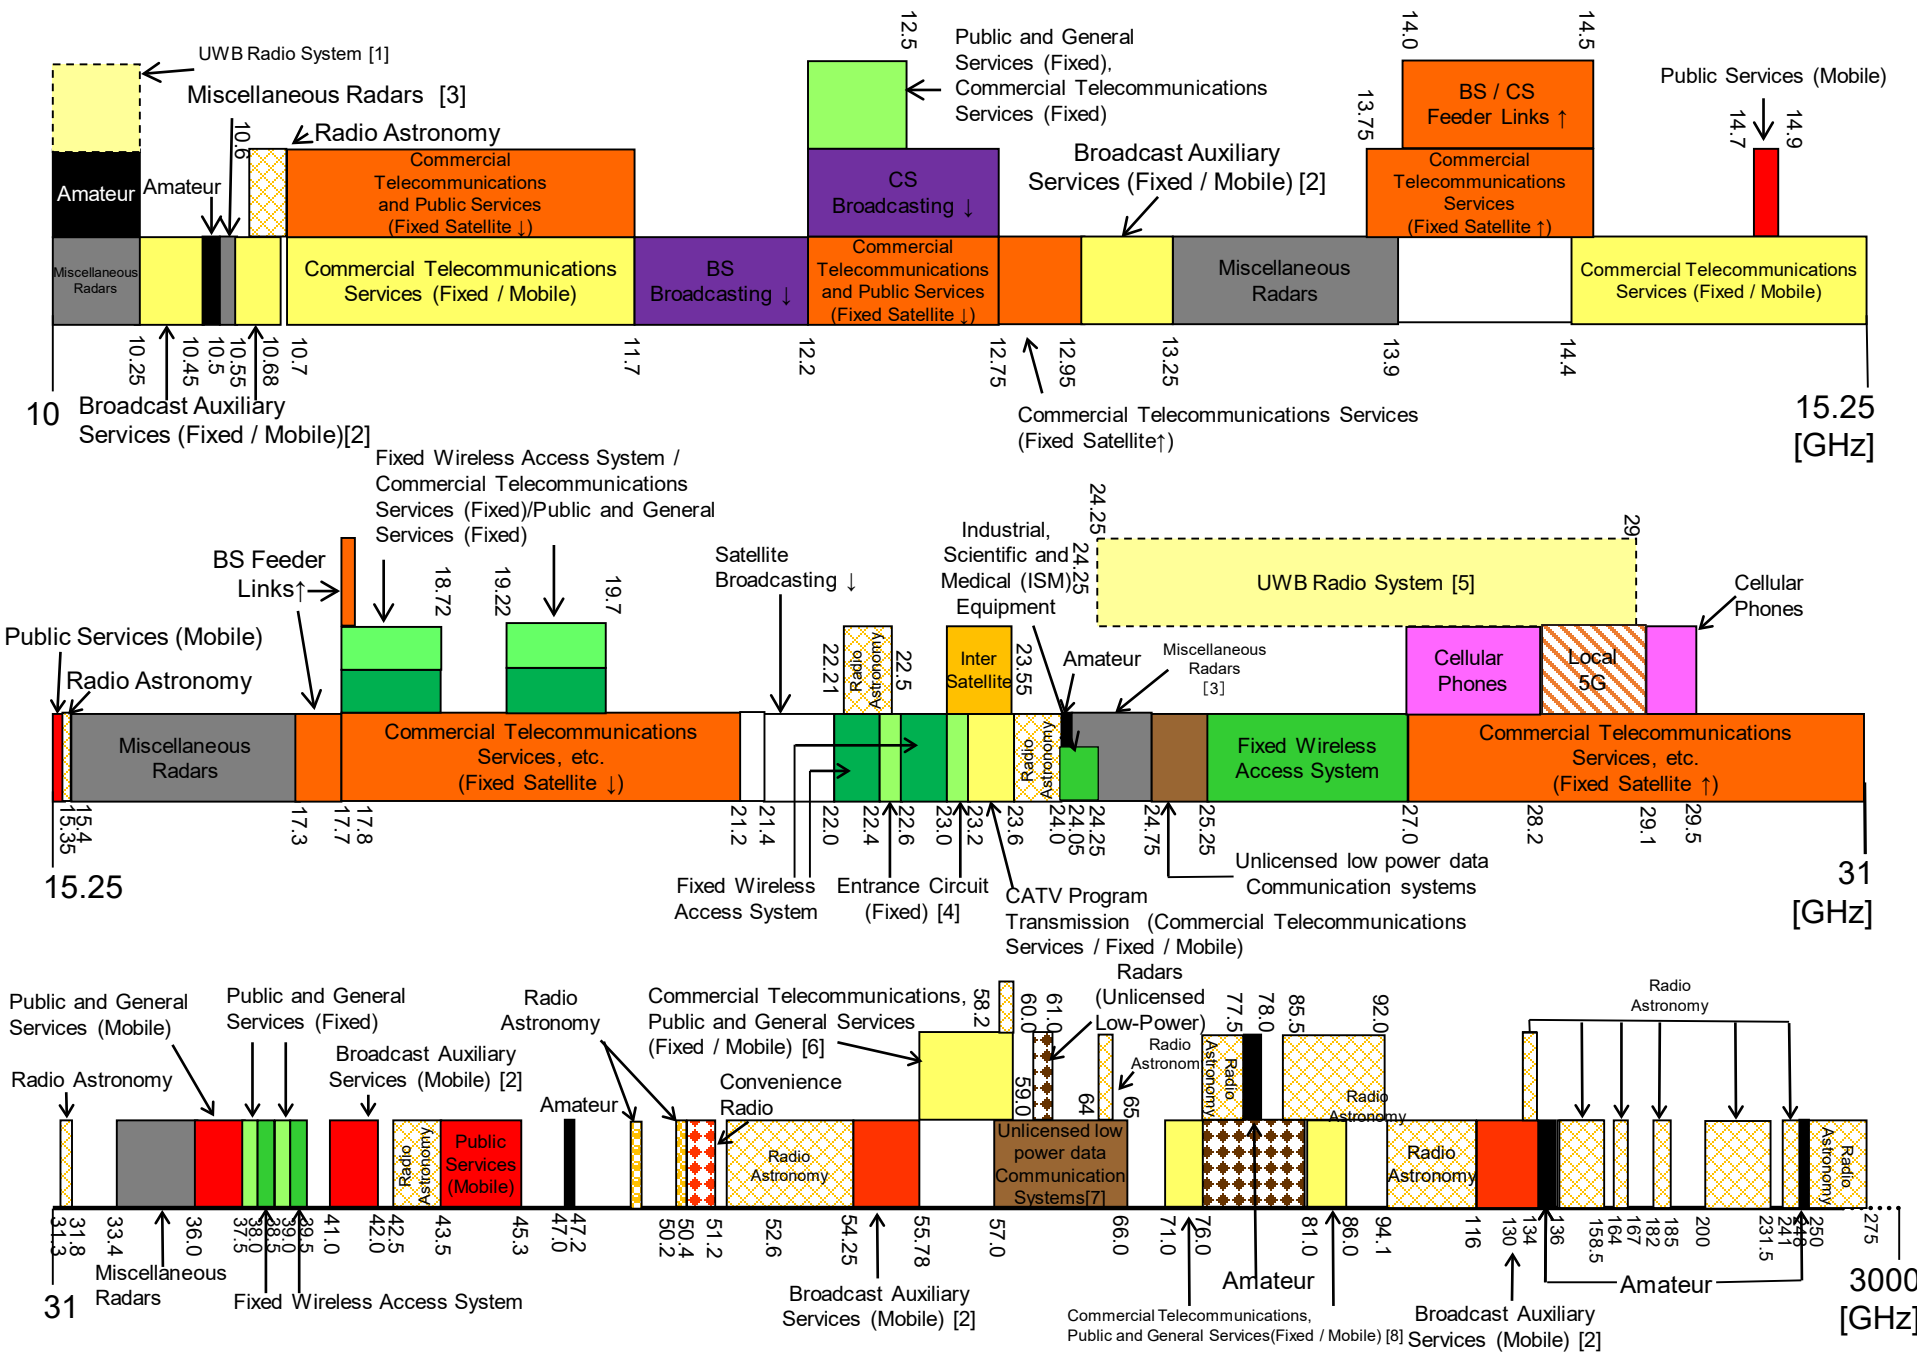 12.5
14.0
14.5
UWB Radio System [1]
Public and General
Services (Fixed),
Commercial Telecommunications
Services (Fixed)
Miscellaneous Radars [3]
10.6
Radio Astronomy
BS / CS
Feeder Links ↑
13.75
Public Services (Mobile)
14.7
14.9
Amateur
Amateur
Commercial
Telecommunications
and Public Services
(Fixed Satellite ↓)
CS
Broadcasting ↓
Broadcast Auxiliary
Services (Fixed / Mobile) [2]
Commercial
Telecommunications
Services
(Fixed Satellite ↑)
Miscellaneous
Radars
Commercial Telecommunications
Services (Fixed / Mobile)
BS
Broadcasting ↓
Commercial
Telecommunications
and Public Services
(Fixed Satellite ↓)
Miscellaneous
Radars
Commercial Telecommunications
Services (Fixed / Mobile)
10.25
10.45
10.5
10.55
10.68
10.7
11.7
12.2
12.75
12.95
13.25
13.9
14.4
10
Broadcast Auxiliary
Services (Fixed / Mobile)[2]
Commercial Telecommunications Services
(Fixed Satellite↑)
15.25
[GHz]
Fixed Wireless Access System /
Commercial Telecommunications
Services (Fixed)/Public and General
Services (Fixed)
BS Feeder
Links↑
18.72
19.22
19.7
Satellite
Broadcasting ↓
Industrial,
Scientific and
Medical (ISM)
Equipment
24.25
24.25
29
UWB Radio System [5]
Cellular
Phones
Public Services (Mobile)
Radio Astronomy
22.21
Radio
Astronomy
22.5
Inter
Satellite
23.55
Amateur
Miscellaneous
Radars
[3]
Cellular
Phones
Local
5G
Miscellaneous
Radars
Commercial Telecommunications
Services, etc.
(Fixed Satellite ↓)
Radio
Astronomy
Fixed Wireless
Access System
Commercial Telecommunications
Services, etc.
(Fixed Satellite ↑)
15.35
15.4
17.3
17.7
17.8
21.2
21.4
22.0
22.4
22.6
23.0
23.2
23.6
24.0
24.05
24.25
24.75
25.25
27.0
28.2
29.1
29.5
15.25
Fixed Wireless
Access System
Entrance Circuit
(Fixed) [4]
CATV Program
Transmission (Commercial Telecommunications
Services / Fixed / Mobile)
Unlicensed low power data
Communication systems
31
[GHz]
Public and General
Services (Mobile)
Public and General
Services (Fixed)
Radio
Astronomy
Commercial Telecommunications,
Public and General Services
(Fixed / Mobile) [6]
58.2
60.0
61.0
Radars
(Unlicensed
Low-Power)
77.5
78.0
85.5
92.0
Radio
Astronomy
Radio Astronomy
Broadcast Auxiliary
Services (Mobile) [2]
Amateur
Convenience
Radio
59.0
64
65
Radio
Astronom
Radio
Astronomy
Radio
Astronomy
Radio
Astronomy
Public
Services
(Mobile)
Radio
Astronomy
Unlicensed low
power data
Communication
Systems[7]
Radio
Astronomy
Radio
Astronomy
31.3
31.8
33.4
36.0
37.5
38.0
38.5
39.0
39.5
41.0
42.0
42.5
43.5
45.3
47.0
47.2
50.2
50.4
51.2
52.6
54.25
55.78
57.0
66.0
71.0
76.0
81.0
86.0
94.1
116
130
134
136
158.5
164
167
182
185
200
231.5
241
248
250
275
31
Miscellaneous
Radars
Fixed Wireless Access System
Broadcast Auxiliary
Services (Mobile) [2]
Amateur
Commercial Telecommunications,
Public and General Services(Fixed / Mobile) [8]
Broadcast Auxiliary
Services (Mobile) [2]
Amateur
3000
[GHz]